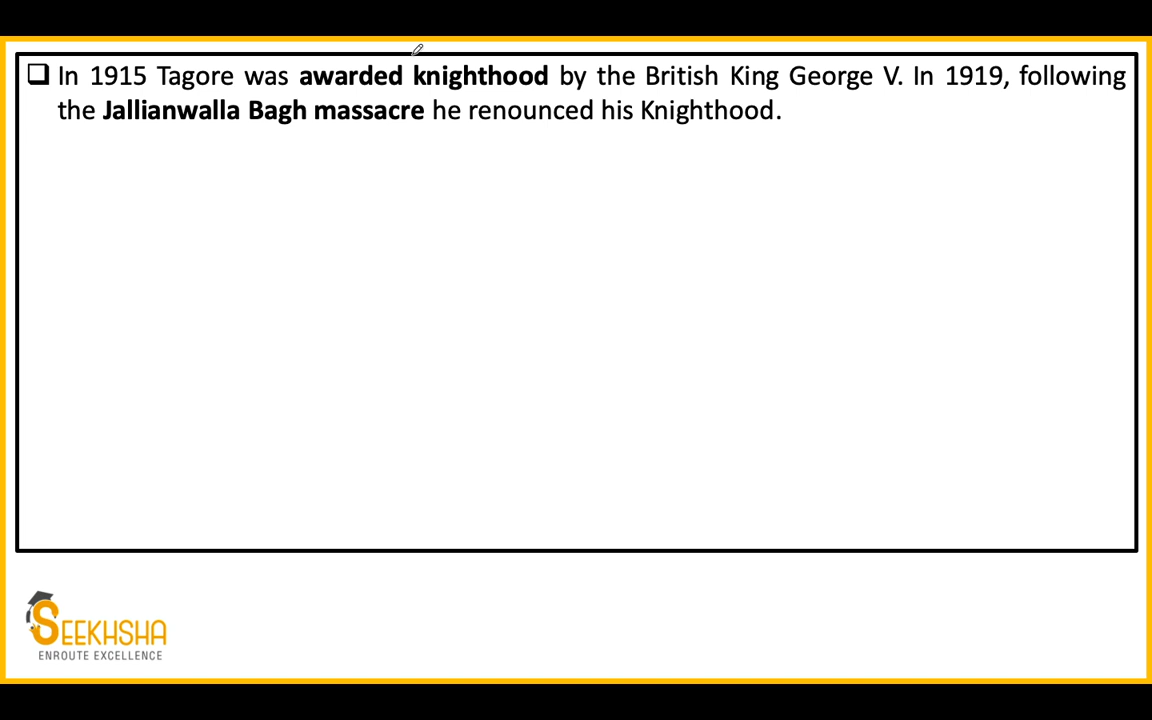 In 1915 Tagore was awarded knighthood by the British King George V. In 1919, following
the Jallianwalla Bagh massacre he renounced his Knighthood.
SEEKHSHA
ENROUTE EXCELLENCE